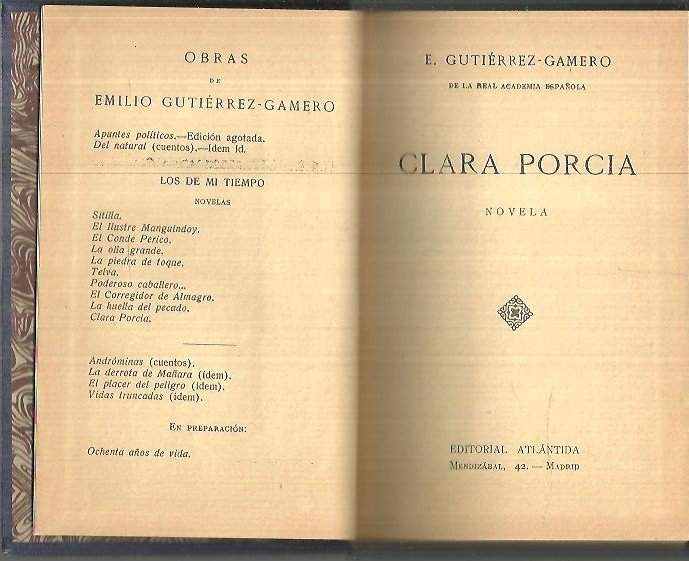 OBRAS
DE
EMILIO GUTIÉRREZ-GAMERO
Apuntes políticos.—Edición agotada.
Del natural (cuentos).—Idem id.
LOS DE MI TIEMPO
NOVELAS
Sitilla.
El Ilustre Manguindoy.
El Conde Perico.
La olla grande.
La piedra de toque.
Telva.
Poderoso caballero...
El Corregidor de Almagro.
La huella del pecado.
Clara Porcia.
Andróminas (cuentos).
La derrota de Mañara (ídem).
El placer del peligro (ídem).
Vidas truncadas (ídem).
EN PREPARACIÓN:
Ochenta años de vida.
E. GUTIÉRREZ-GAMERO
DE LA REAL ACADEMIA ESPAÑOLA
CLARA PORCIA
NOVELA
EDITORIAL ATLÁNTIDA
MENDIZÁBAL, 42. — MADRID